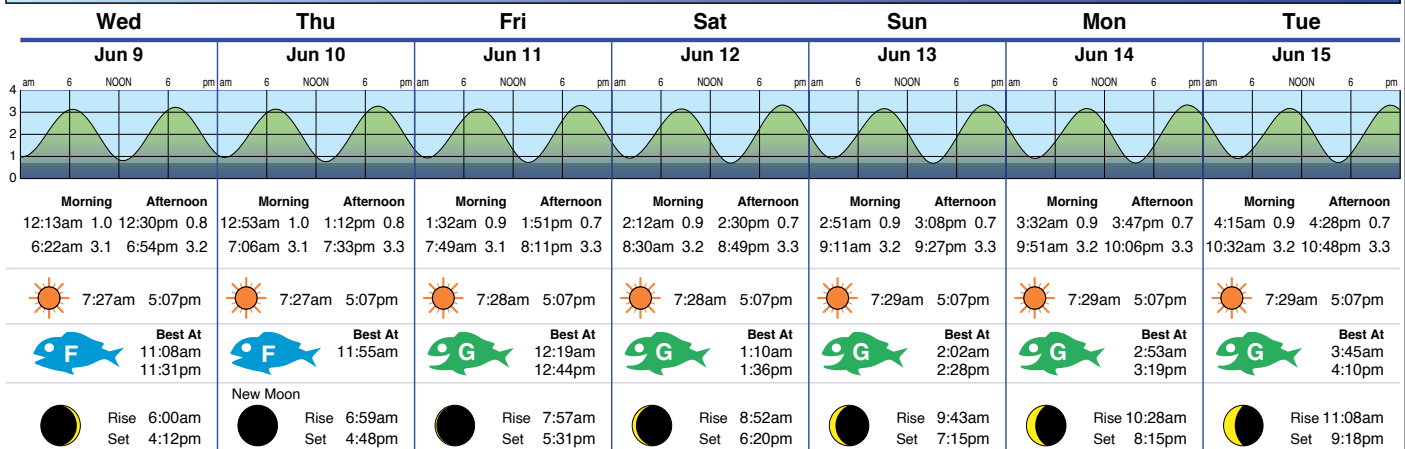 Wed Thu Fri Sat Sun Mon Tue
Jun 9 Jun 10 Jun 11 Jun 12 Jun 13 Jun 14 Jun 15
am 6 NOON 6 pm am 6 NOON 6 pm am 6 NOON 6 pm am 6 NOON 6 pm am 6 NOON 6 pm am 6 NOON 6 pm am 6 NOON 6 pm
4
3
2
1
0
Morning Afternoon Morning Afternoon Morning Afternoon Morning Afternoon Morning Afternoon Morning Afternoon Morning Afternoon
12:13am 1.0 12:30pm 0.8 12:53am 1.0 1:12pm 0.8 1:32am 0.9 1:51pm 0.7 2:12am 0.9 2:30pm 0.7 2:51am 0.9 3:08pm 0.7 3:32am 0.9 3:47pm 0.7 4:15am 0.9 4:28pm 0.7
6:22am 3.1 6:54pm 3.2 7:06am 3.1 7:33pm 3.3 7:49am 3.1 8:11pm 3.3 8:30am 3.2 8:49pm 3.3 9:11am 3.2 9:27pm 3.3 9:51am 3.2 10:06pm 3.3 10:32am 3.2 10:48pm 3.3
7:27am 5:07pm 7:27am 5:07pm 7:28am 5:07pm 7:28am 5:07pm 7:29am 5:07pm 7:29am 5:07pm 7:29am 5:07pm
Best At Best At Best At Best At Best At Best At Best At
F 11:08am F 11:55am G 12:19am G 1:10am G 2:02am G 2:53am G 3:45am
11:31pm 12:44pm 1:36pm 2:28pm 3:19pm 4:10pm
New Moon
Rise 6:00am Rise 6:59am Rise 7:57am Rise 8:52am Rise 9:43am Rise 10:28am Rise 11:08am
Set 4:12pm Set 4:48pm Set 5:31pm Set 6:20pm Set 7:15pm Set 8:15pm Set 9:18pm